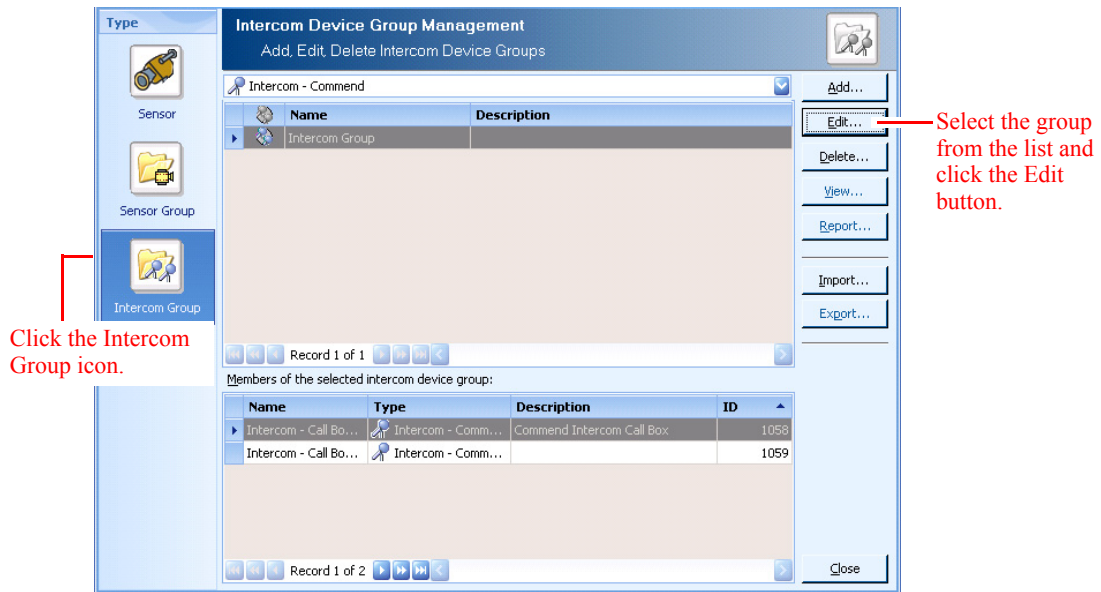 Type
Sensor
Sensor Group
Intercom Group
Click the Intercom
Group icon.
Intercom Device Group Management
Add, Edit, Delete Intercom Device Groups
Intercom - Commend
Name Description
Intercom Group
Record 1 of 1
Members of the selected intercom device group:
Name Type Description ID
Intercom - Call Bo... Intercom - Comm... Commend Intercom Call Box 1058
Intercom - Call Bo... Intercom - Comm... 1059
Record 1 of 2
Add...
Edit...
Delete...
View...
Report...
Import...
Export...
Close
Select the group
from the list and
click the Edit
button.